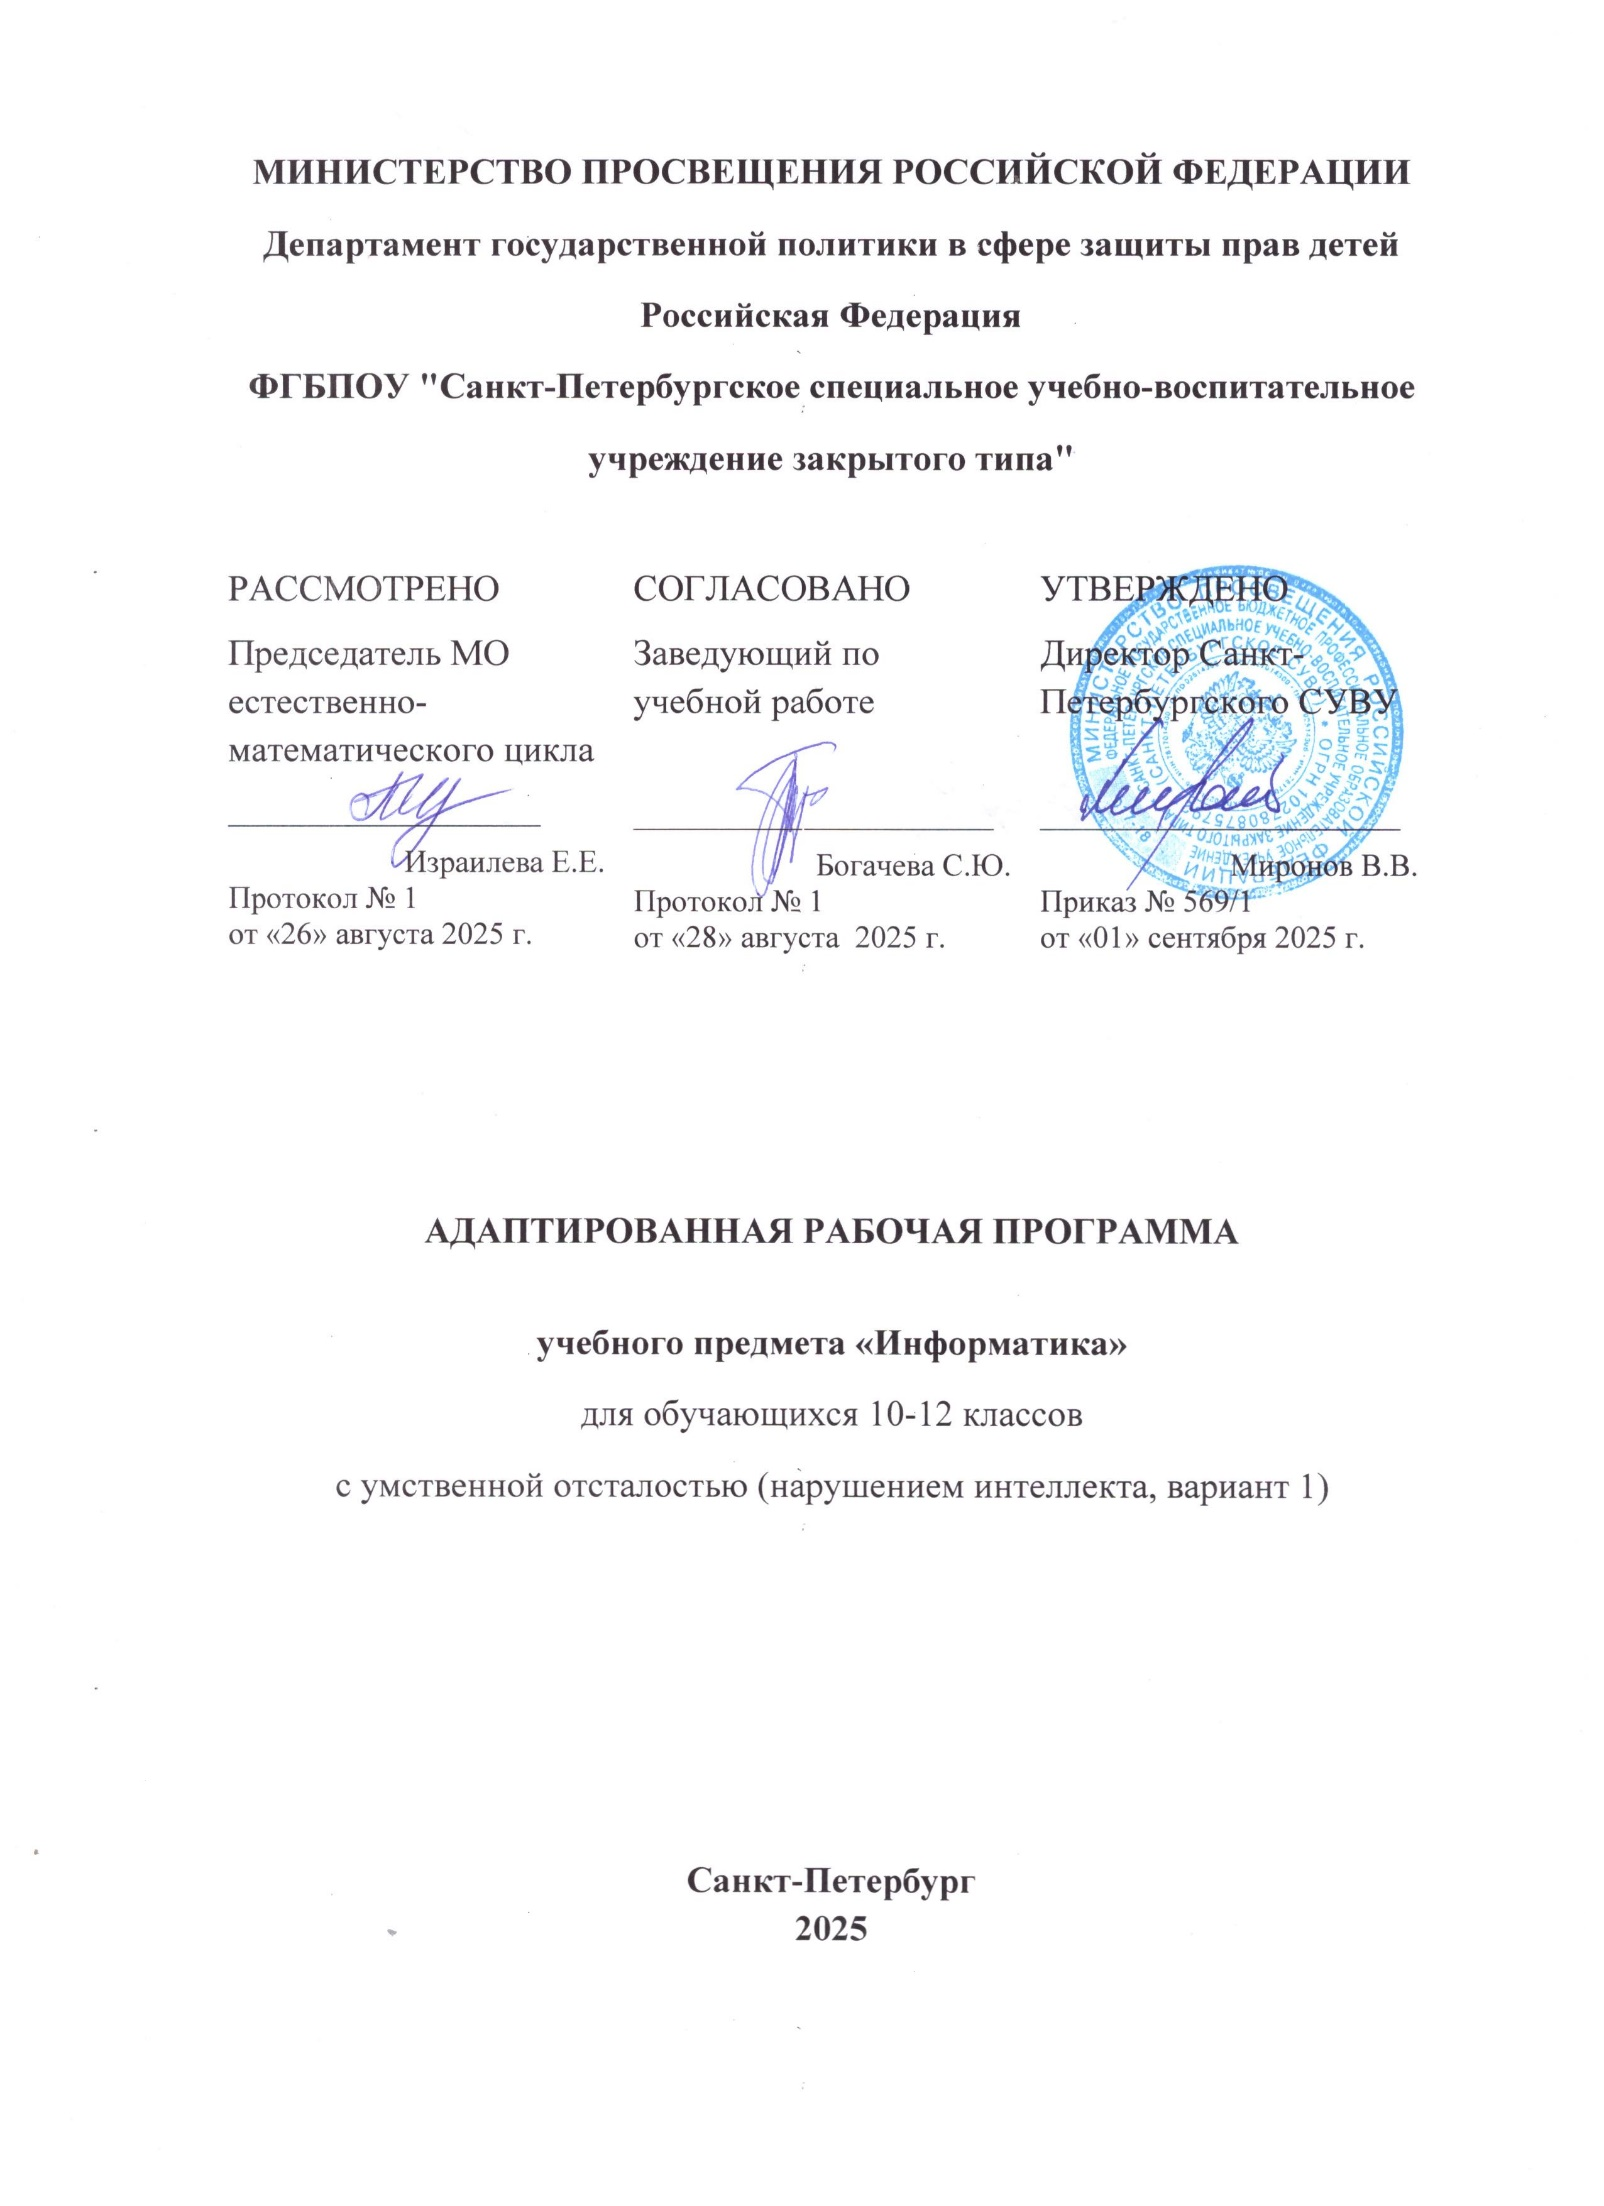 МИНИСТЕРСТВО ПРОСВЕЩЕНИЯ РОССИЙСКОЙ ФЕДЕРАЦИИ
Департамент государственной политики в сфере защиты прав детей
Российская Федерация
ФГБПОУ "Санкт-Петербургское специальное учебно-воспитательное
учреждение закрытого типа"
РАССМОТРЕНО
Председатель МО
естественно-
математического цикла
Израилева Е.Е.
Протокол № 1
от «26» августа 2025 г.
СОГЛАСОВАНО
Заведующий по
учебной работе
Богачева С.Ю.
Протокол № 1
от «28» августа 2025 г.
УТВЕРЖДЕНО
Директор Санкт-
Петербургского СУВУ
Миронов В.В.
Приказ № 569/1
от «01» сентября 2025 г.
МИНИСТЕРСТВО ПРОСВЕЩЕНИЯ РОССИЙСКОЙ ФЕДЕРАЦИИ
АДАПТИРОВАННАЯ РАБОЧАЯ ПРОГРАММА
учебного предмета «Информатика»
для обучающихся 10-12 классов
с умственной отсталостью (нарушением интеллекта, вариант 1)
Санкт-Петербург
2025